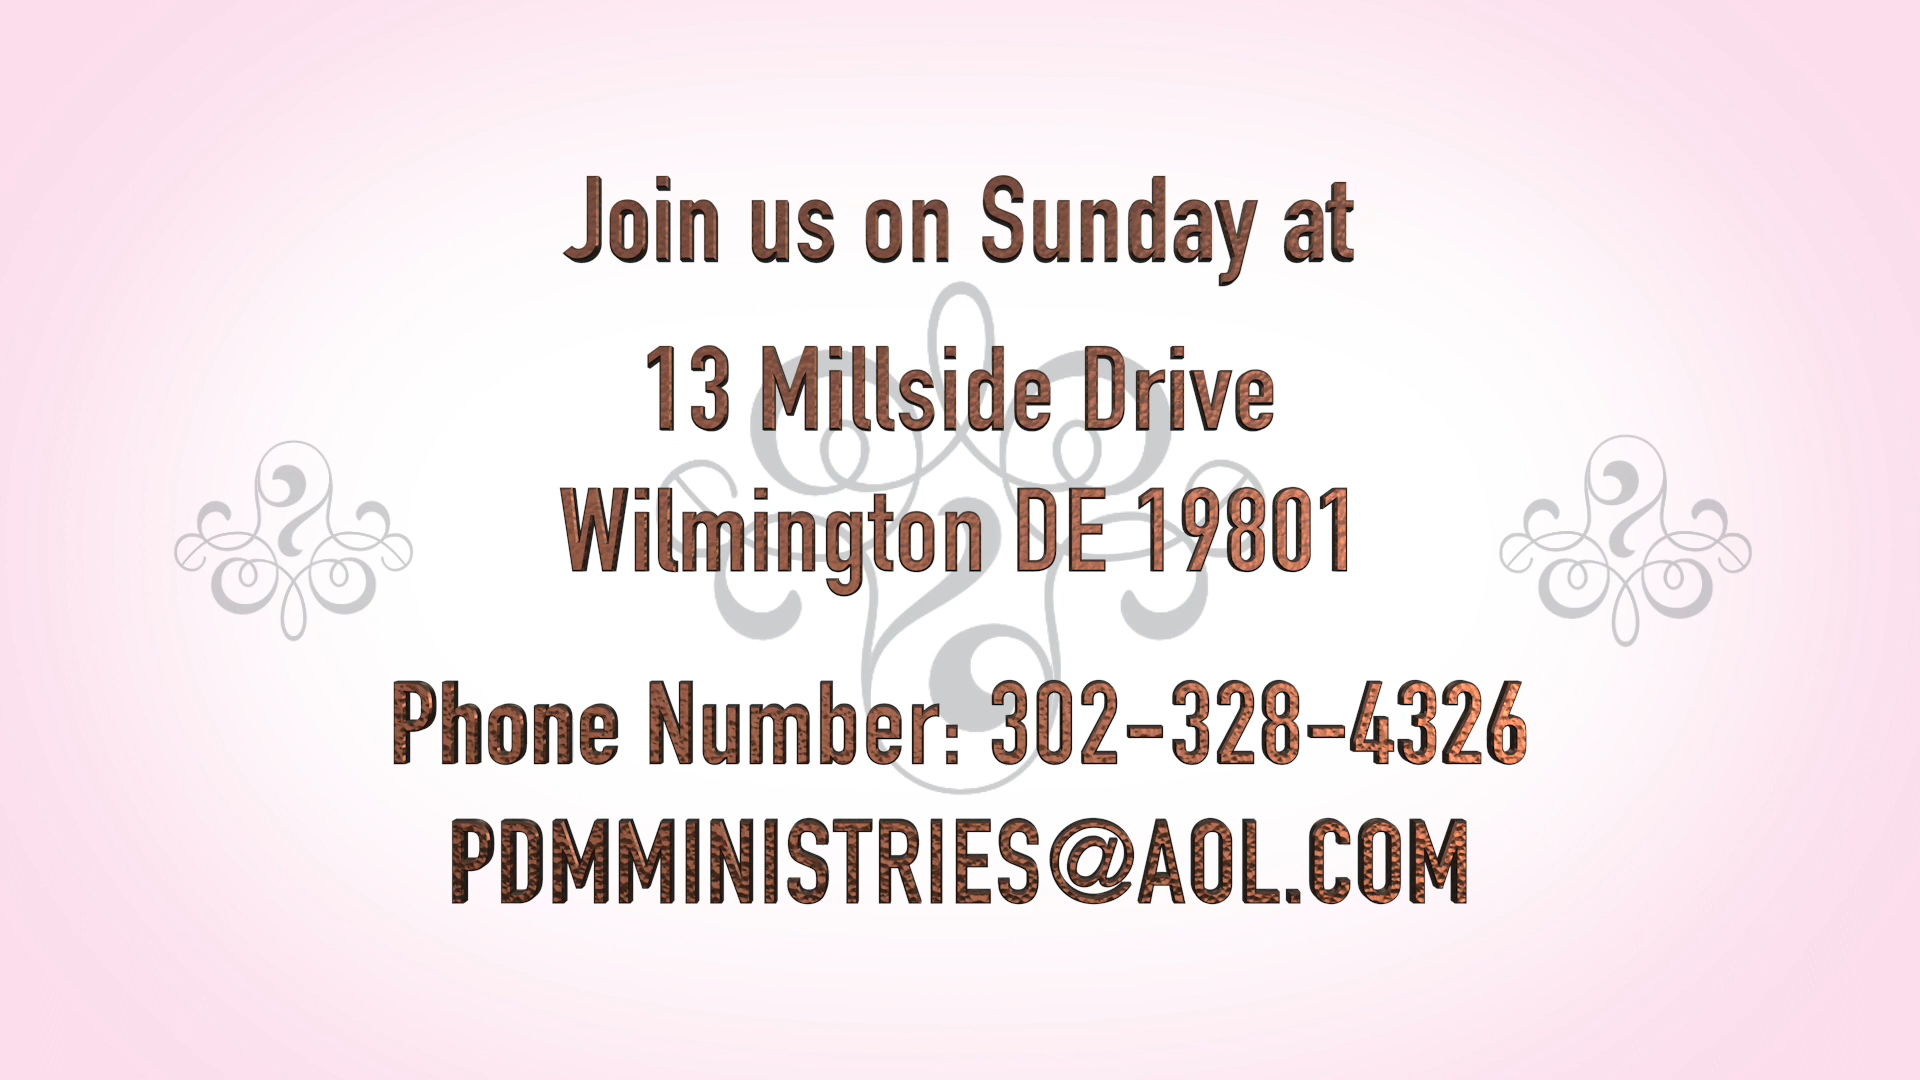 Join us on Sunday at
13 Millside Drive
Wilmington DE 19801
Phone Number: 302-328-4326
PDMMINISTRIES@AOL.COM